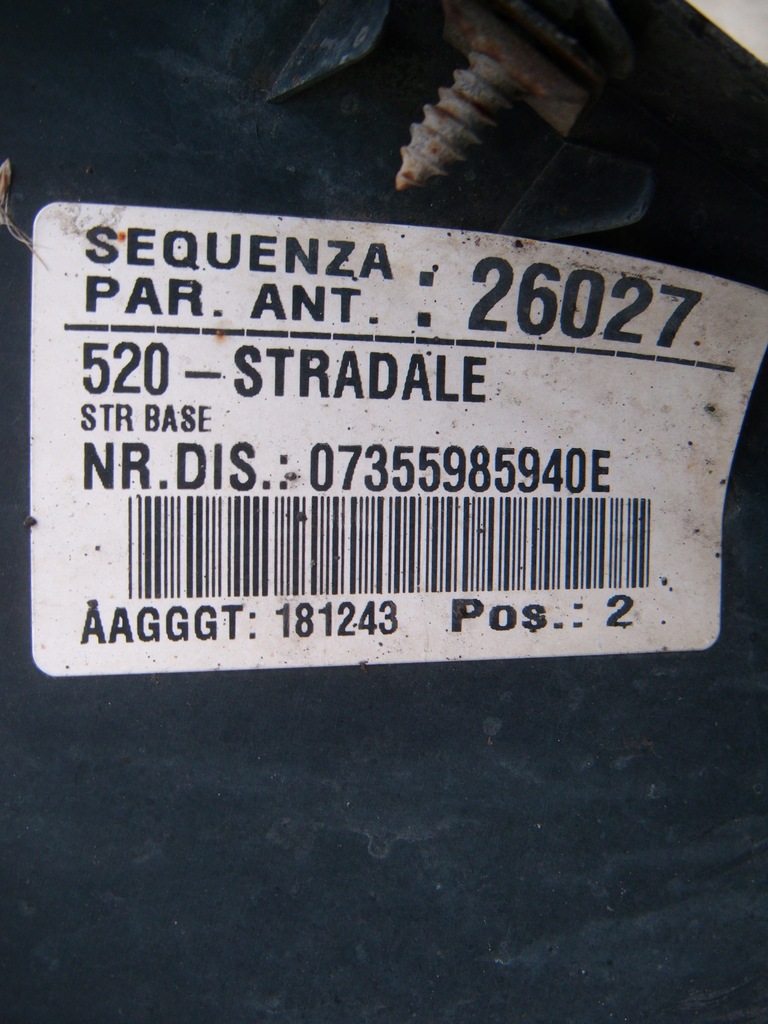 SEQUENZA
PAR. ANT. : 26027
520 - STRADALE
STR BASE
NR.DIS.: 07355985940E
AAGGGT: 181243 Pos.: 2